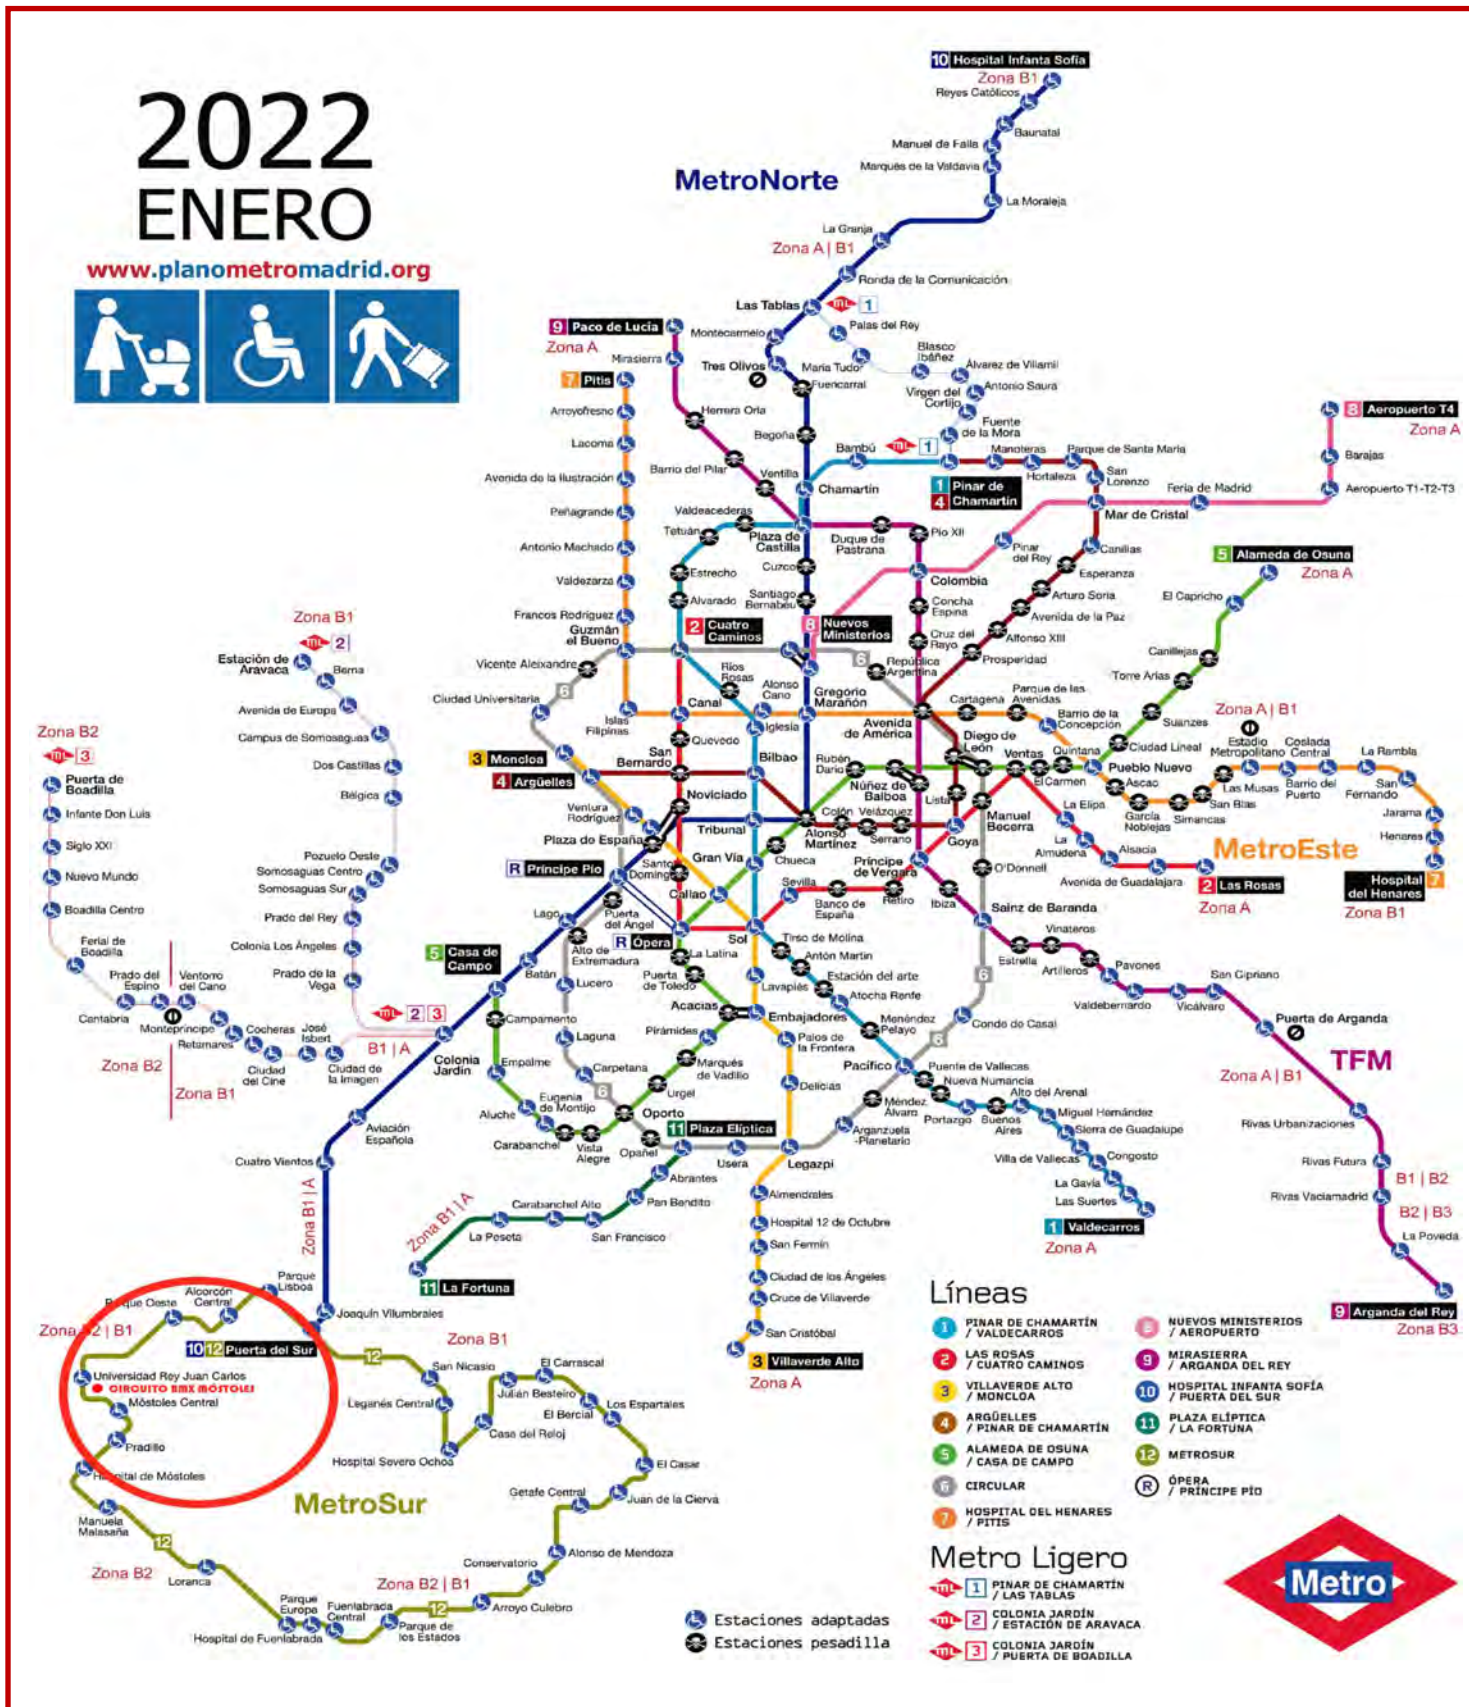 2022
ENERO
www.planometromadrid.org
MetroNorte
10 Hospital Infanta Sofía
Zona B1
Reyes Católicos
Baunatal
Manuel de Falla
Marqués de la Valdavia
La Moraleja
La Granja
Zona A | B1
Ronda de la Comunicación
Las Tablas
mL 1
Palas del Rey
Montecarmelo
María Tudor
Blasco
Ibáñez
Álvarez de Villamil
Antonio Saura
Virgen del
Cortijo
Fuente
de la Mora
Tres Olivos
Fuencarral
Begoña
9 Paco de Lucía
Zona A
Mirasierra
Herrera Oria
Barrio del Pilar
Ventilla
7 Pitis
Arroyofresno
Lacoma
Avenida de la Ilustración
Peñagrande
Antonio Machado
Valdezarza
Francos Rodríguez
Guzmán
el Bueno
Bambú
mL 1
Chamartín
1 Pinar de
4 Chamartín
Manoteras
Hortaleza
Parque de Santa María
San
Lorenzo
Mar de Cristal
Feria de Madrid
8 Aeropuerto T4
Zona A
Barajas
Aeropuerto T1-T2-T3
Valdeacederas
Tetuán
Estrecho
Alvarado
Plaza de
Castilla
Duque de
Pastrana
Pío XII
Pinar
del Rey
Canillas
Esperanza
Arturo Soria
Avenida de la Paz
Alfonso XIII
Prosperidad
Cuzco
Santiago
Bernabéu
Colombia
Concha
Espina
Cruz del
Rayo
5 Alameda de Osuna
Zona A
El Capricho
Canillejas
Torre Arias
Suanzes
Ciudad Lineal
2 Cuatro
Caminos
8 Nuevos
Ministerios
6
República
Argentina
Vicente Aleixandre
6
Ciudad Universitaria
Ríos
Rosas
Alonso
Cano
Gregorio
Marañón
Cartagena
Parque de las
Avenidas
Barrio de la
Concepción
Zona B1
mL 2
Estación de
Aravaca
Berna
Avenida de Europa
Campus de Somosaguas
Dos Castillas
Bélgica
Pozuelo Oeste
Somosaguas Centro
Somosaguas Sur
Prado del Rey
Colonia Los Ángeles
Prado de la
Vega
Zona B2
mL 3
Puerta de
Boadilla
Infante Don Luis
Siglo XXI
Nuevo Mundo
Boadilla Centro
Ferial de
Boadilla
Prado del
Espino
Ventorro
del Cano
Cantabria
Montepríncipe
Retamares
Cocheras
José
Isbert
Ciudad
del Cine
Ciudad de
la Imagen
Zona B2
Zona B1
mL 2 3
B1 | A
Colonia
Jardín
3 Moncloa
4 Argüelles
Islas
Filipinas
Canal
Quevedo
San
Bernardo
Iglesia
Bilbao
Avenida
de América
Diego de
León
Ventas
Quintana
El Carmen
Pueblo Nuevo
Zona A | B1
Estadio
Metropolitano
Coslada
Central
La Rambla
Ascao
García
Noblejas
Simancas
San Blas
Las Musas
Barrio del
Puerto
San
Fernando
Jarama
Henares
MetroEste
Hospital
del Henares 7
Zona B1
Rubén
Darío
Núñez de
Balboa
Lista
Manuel
Becerra
La Elipa
La
Almudena
Alsacia
Avenida de Guadalajara
2 Las Rosas
Zona A
Ventura
Rodríguez
Noviciado
Plaza de España
Tribunal
Alonso
Martínez
Colón
Velázquez
Serrano
Goya
O'Donnell
Santo
Domingo
Gran Vía
Chueca
Príncipe
de Vergara
R Príncipe Pío
Callao
Sevilla
Banco de
España
Retiro
Ibiza
Sainz de Baranda
Lago
Puerta
del Ángel
R Ópera
Sol
Tirso de Molina
Antón Martín
Estación del arte
Atocha Renfe
Menéndez
Pelayo
Pacífico
6
6
Conde de Casal
Estrella
Vinateros
Artilleros
Pavones
Valdebernardo
Vicálvaro
San Cipriano
Puerta de Arganda
Zona A | B1
TFM
Rivas Urbanizaciones
Rivas Futura
B1 | B2
Rivas Vaciamadrid
B2 | B3
La Poveda
9 Arganda del Rey
Zona B3
5 Casa de
Campo
Batán
Alto de
Extremadura
Lucero
Laguna
Carpetana
6
La Latina
Puerta
de Toledo
Acacias
Pirámides
Marqués
de Vadillo
Urgel
Lavapiés
Embajadores
Palos de
la Frontera
Delicias
Campamento
Empalme
Aluche
Eugenia
de Montijo
Carabanchel
Vista
Alegre
Oporto
Opañel
11 Plaza Elíptica
Usera
Legazpi
Arganzuela
-Planetario
Méndez
Álvaro
Puente de Vallecas
Nueva Numancia
Portazgo
Buenos
Aires
Alto del Arenal
Miguel Hernández
Sierra de Guadalupe
Villa de Vallecas
Congosto
La Gavia
Las Suertes
1 Valdecarros
Zona A
Aviación
Española
Cuatro Vientos
Zona B1 | A
Abrantes
Pan Bendito
San Francisco
Carabanchel Alto
La Peseta
Zona B1 | A
11 La Fortuna
Almendrales
Hospital 12 de Octubre
San Fermín
Ciudad de los Ángeles
Cruce de Villaverde
San Cristóbal
3 Villaverde Alto
Zona A
Parque
Lisboa
Alcorcón
Central
Parque Oeste
Joaquín Vilumbrales
Zona B2 | B1
10 12 Puerta del Sur
Zona B1
12
Universidad Rey Juan Carlos
CIRCUITO BMX MÓSTOLES
Móstoles Central
Pradillo
Hospital de Móstoles
Manuela
Malasaña
12
Zona B2
Loranca
MetroSur
San Nicasio
Leganés Central
Hospital Severo Ochoa
Casa del Reloj
Julián Besteiro
El Carrascal
El Bercial
Los Espartales
El Casar
Juan de la Cierva
Getafe Central
Alonso de Mendoza
Conservatorio
Arroyo Culebro
Zona B2 | B1
12
Parque de
los Estados
Fuenlabrada
Central
Parque
Europa
Hospital de Fuenlabrada
Estaciones adaptadas
Estaciones pesadilla
Líneas
1 PINAR DE CHAMARTÍN
/ VALDECARROS
2 LAS ROSAS
/ CUATRO CAMINOS
3 VILLAVERDE ALTO
/ MONCLOA
4 ARGÜELLES
/ PINAR DE CHAMARTÍN
5 ALAMEDA DE OSUNA
/ CASA DE CAMPO
6 CIRCULAR
7 HOSPITAL DEL HENARES
/ PITIS
8 NUEVOS MINISTERIOS
/ AEROPUERTO
9 MIRASIERRA
/ ARGANDA DEL REY
10 HOSPITAL INFANTA SOFÍA
/ PUERTA DEL SUR
11 PLAZA ELÍPTICA
/ LA FORTUNA
12 METROSUR
R ÓPERA
/ PRÍNCIPE PÍO
Metro Ligero
mL 1 PINAR DE CHAMARTÍN
/ LAS TABLAS
mL 2 COLONIA JARDÍN
/ ESTACIÓN DE ARAVACA
mL 3 COLONIA JARDÍN
/ PUERTA DE BOADILLA
Metro